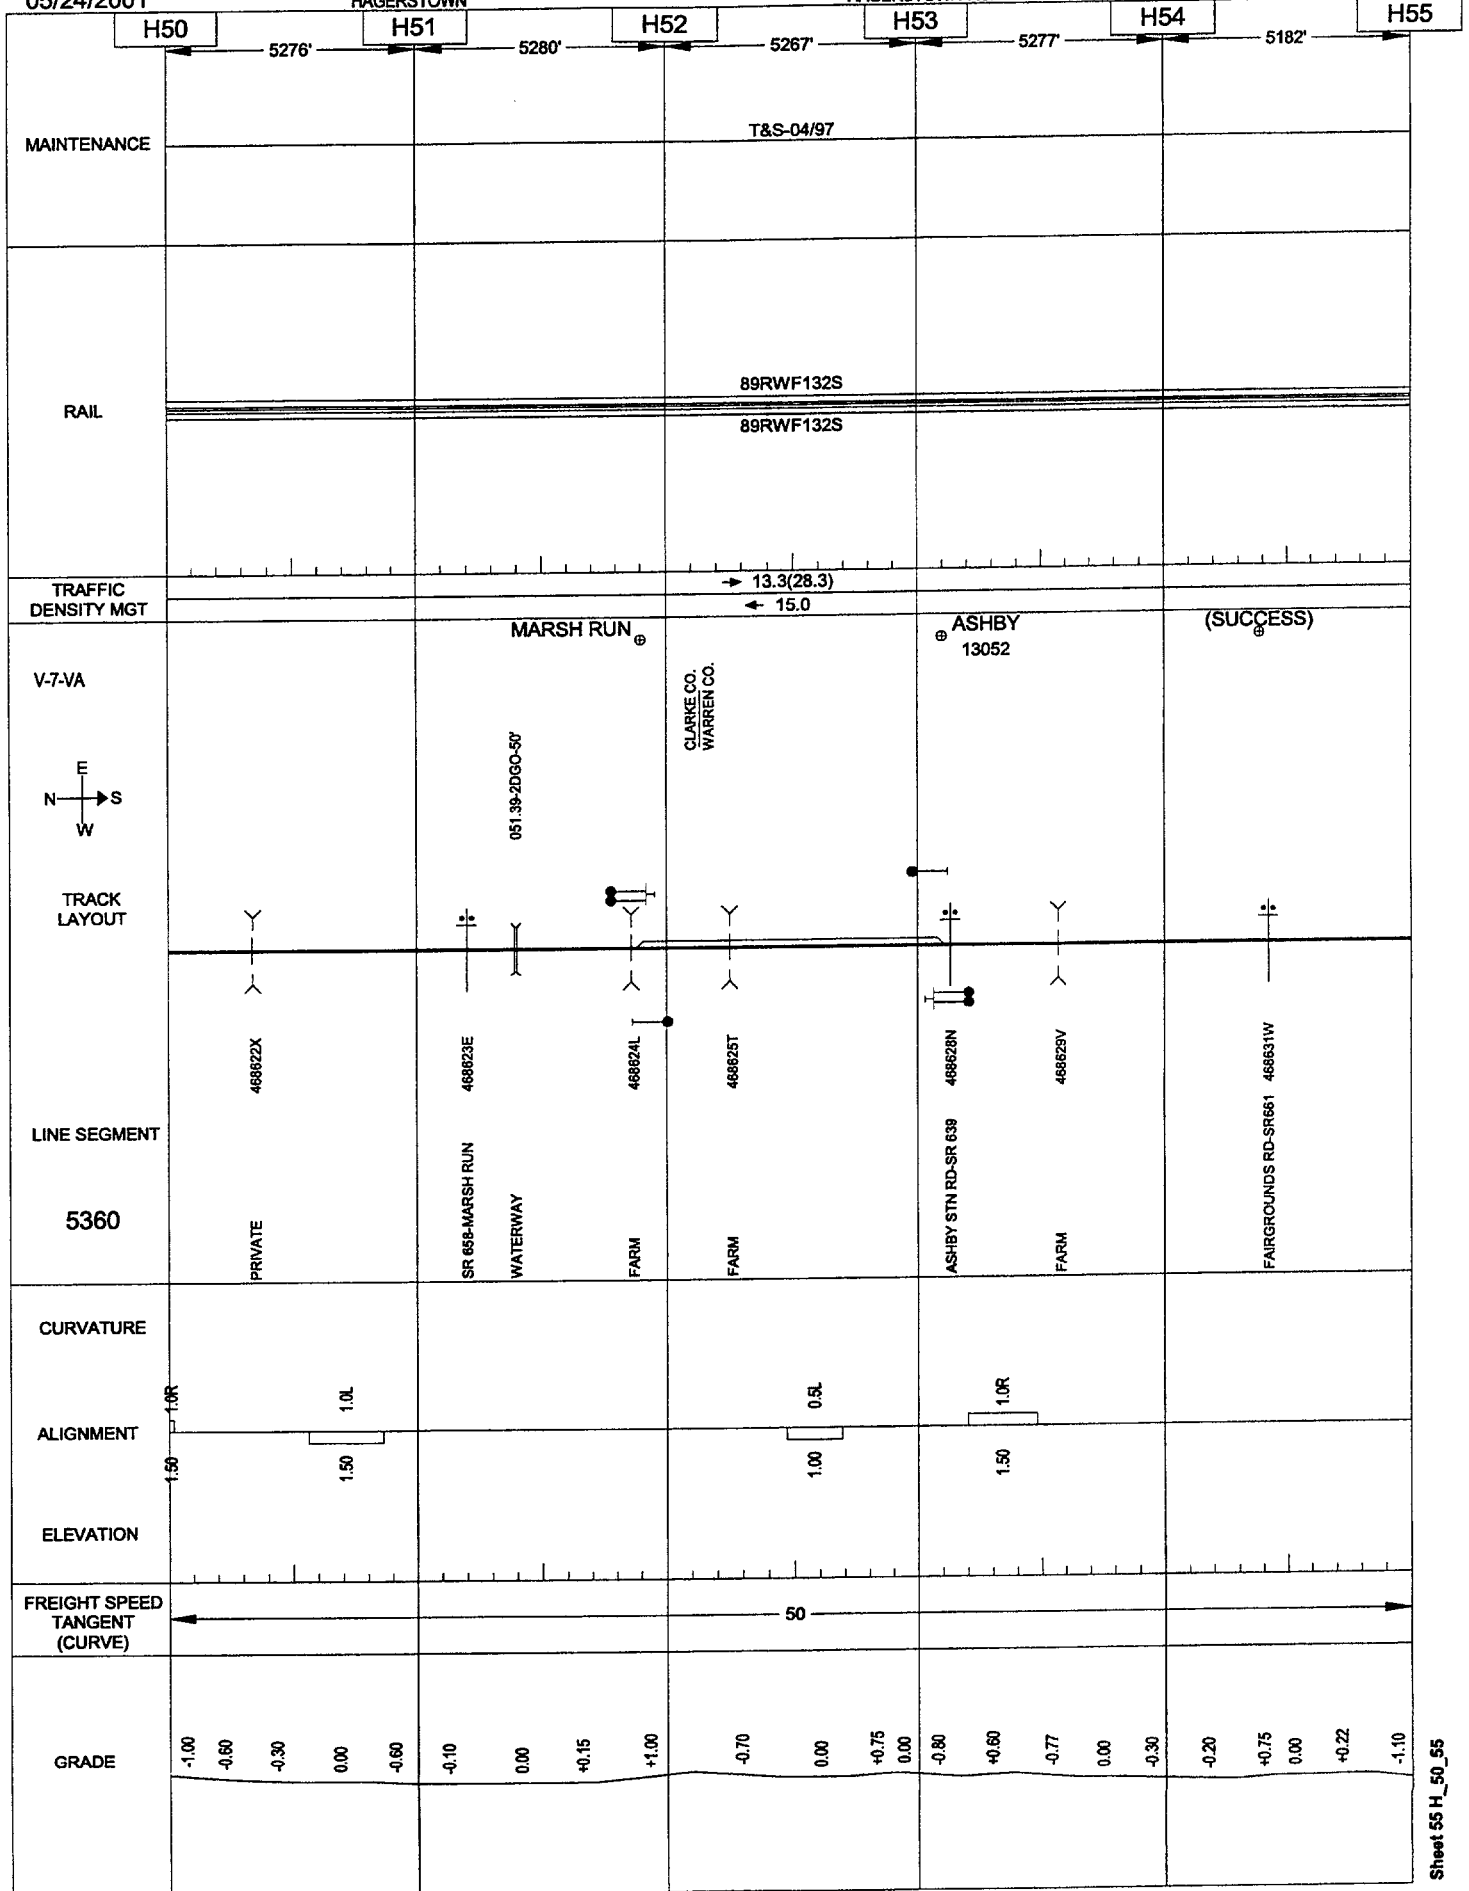 05/24/2001
HAGERSTOWN
H50
H51
H52
H53
H54
H55
5276'
5280'
5267'
5277'
5182'
MAINTENANCE
T&S-04/97
RAIL
89RWF132S
89RWF132S
TRAFFIC
DENSITY MGT
13.3(28.3)
15.0
MARSH RUN
ASHBY
13052
(SUCCESS)
V-7-VA
CLARKE CO.
WARREN CO.
051.39-2DGO-50'
E
N
S
W
TRACK
LAYOUT
468622X
468623E
468624L
468625T
468628N
468629V
468631W
LINE SEGMENT
5360
PRIVATE
SR 658-MARSH RUN
WATERWAY
FARM
FARM
ASHBY STN RD-SR 639
FARM
FAIRGROUNDS RD-SR661
CURVATURE
1.0R
1.0L
0.5L
1.0R
ALIGNMENT
1.50
1.50
1.00
1.50
ELEVATION
FREIGHT SPEED
TANGENT
(CURVE)
50
GRADE
-1.00
-0.60
-0.30
0.00
-0.60
-0.10
0.00
+0.15
+1.00
-0.70
0.00
+0.75
0.00
-0.80
+0.60
-0.77
0.00
-0.30
-0.20
+0.75
0.00
+0.22
-1.10
Sheet 55 H_50_55